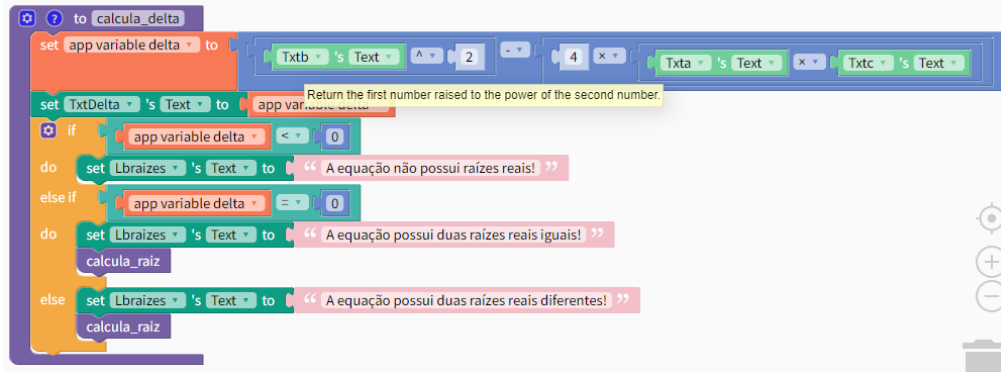 ? to calcula_delta
set app variable delta to Txtb 's Text ^ 2 - 4 × Txta 's Text × Txtc 's Text
Return the first number raised to the power of the second number.
set TxtDelta 's Text to app variable delta
if app variable delta < 0
do set Lbraizes 's Text to “ A equação não possui raízes reais! ”
else if app variable delta = 0
do set Lbraizes 's Text to “ A equação possui duas raízes reais iguais! ”
calcula_raiz
else set Lbraizes 's Text to “ A equação possui duas raízes reais diferentes! ”
calcula_raiz